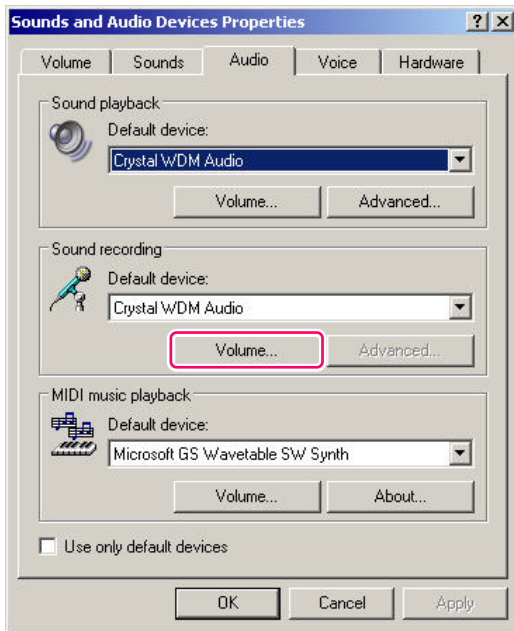 Sounds and Audio Devices Properties
Volume Sounds Audio Voice Hardware
Sound playback
Default device:
Crystal WDM Audio
Volume... Advanced...
Sound recording
Default device:
Crystal WDM Audio
Volume... Advanced...
MIDI music playback
Default device:
Microsoft GS Wavetable SW Synth
Volume... About...
Use only default devices
OK Cancel Apply